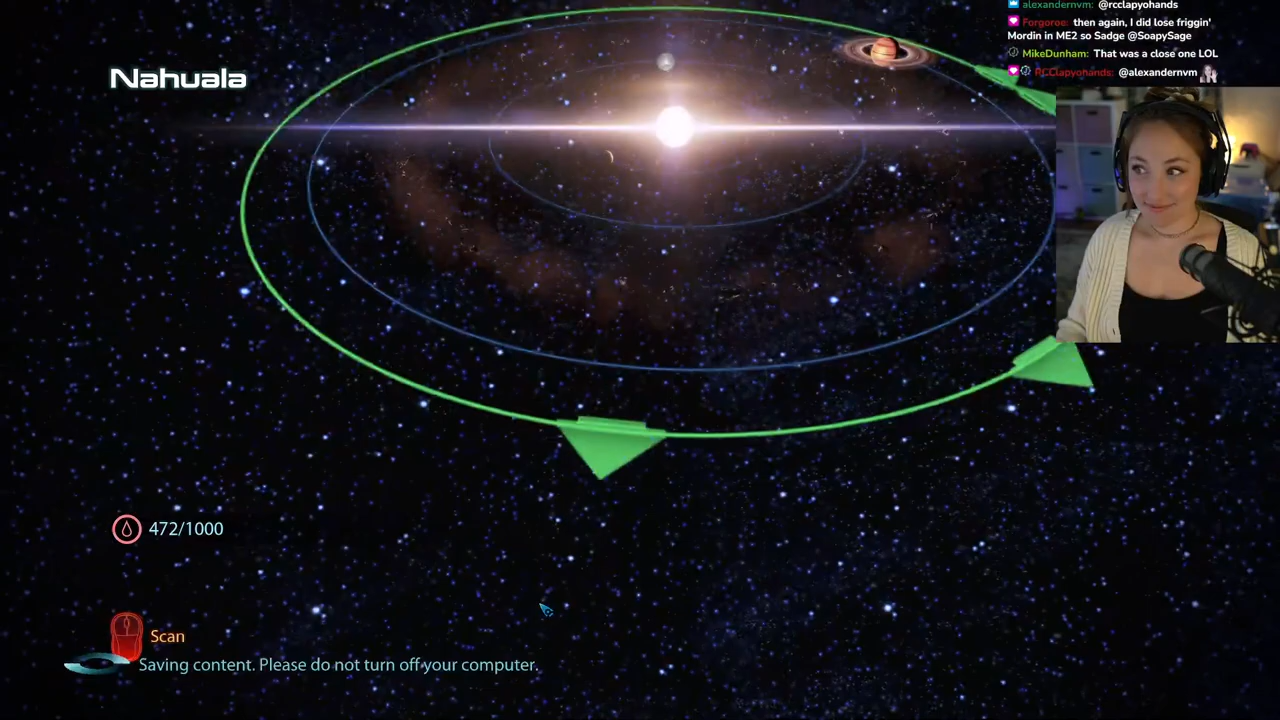 alexandernvm: @rcclapyohands
Forgoroe: then again, I did lose friggin'
Mordin in ME2 so Sadge @SoapySage
MikeDunham: That was a close one LOL
RCClapyohands: @alexandernvm
Nahuala
472/1000
Scan
Saving content. Please do not turn off your computer.